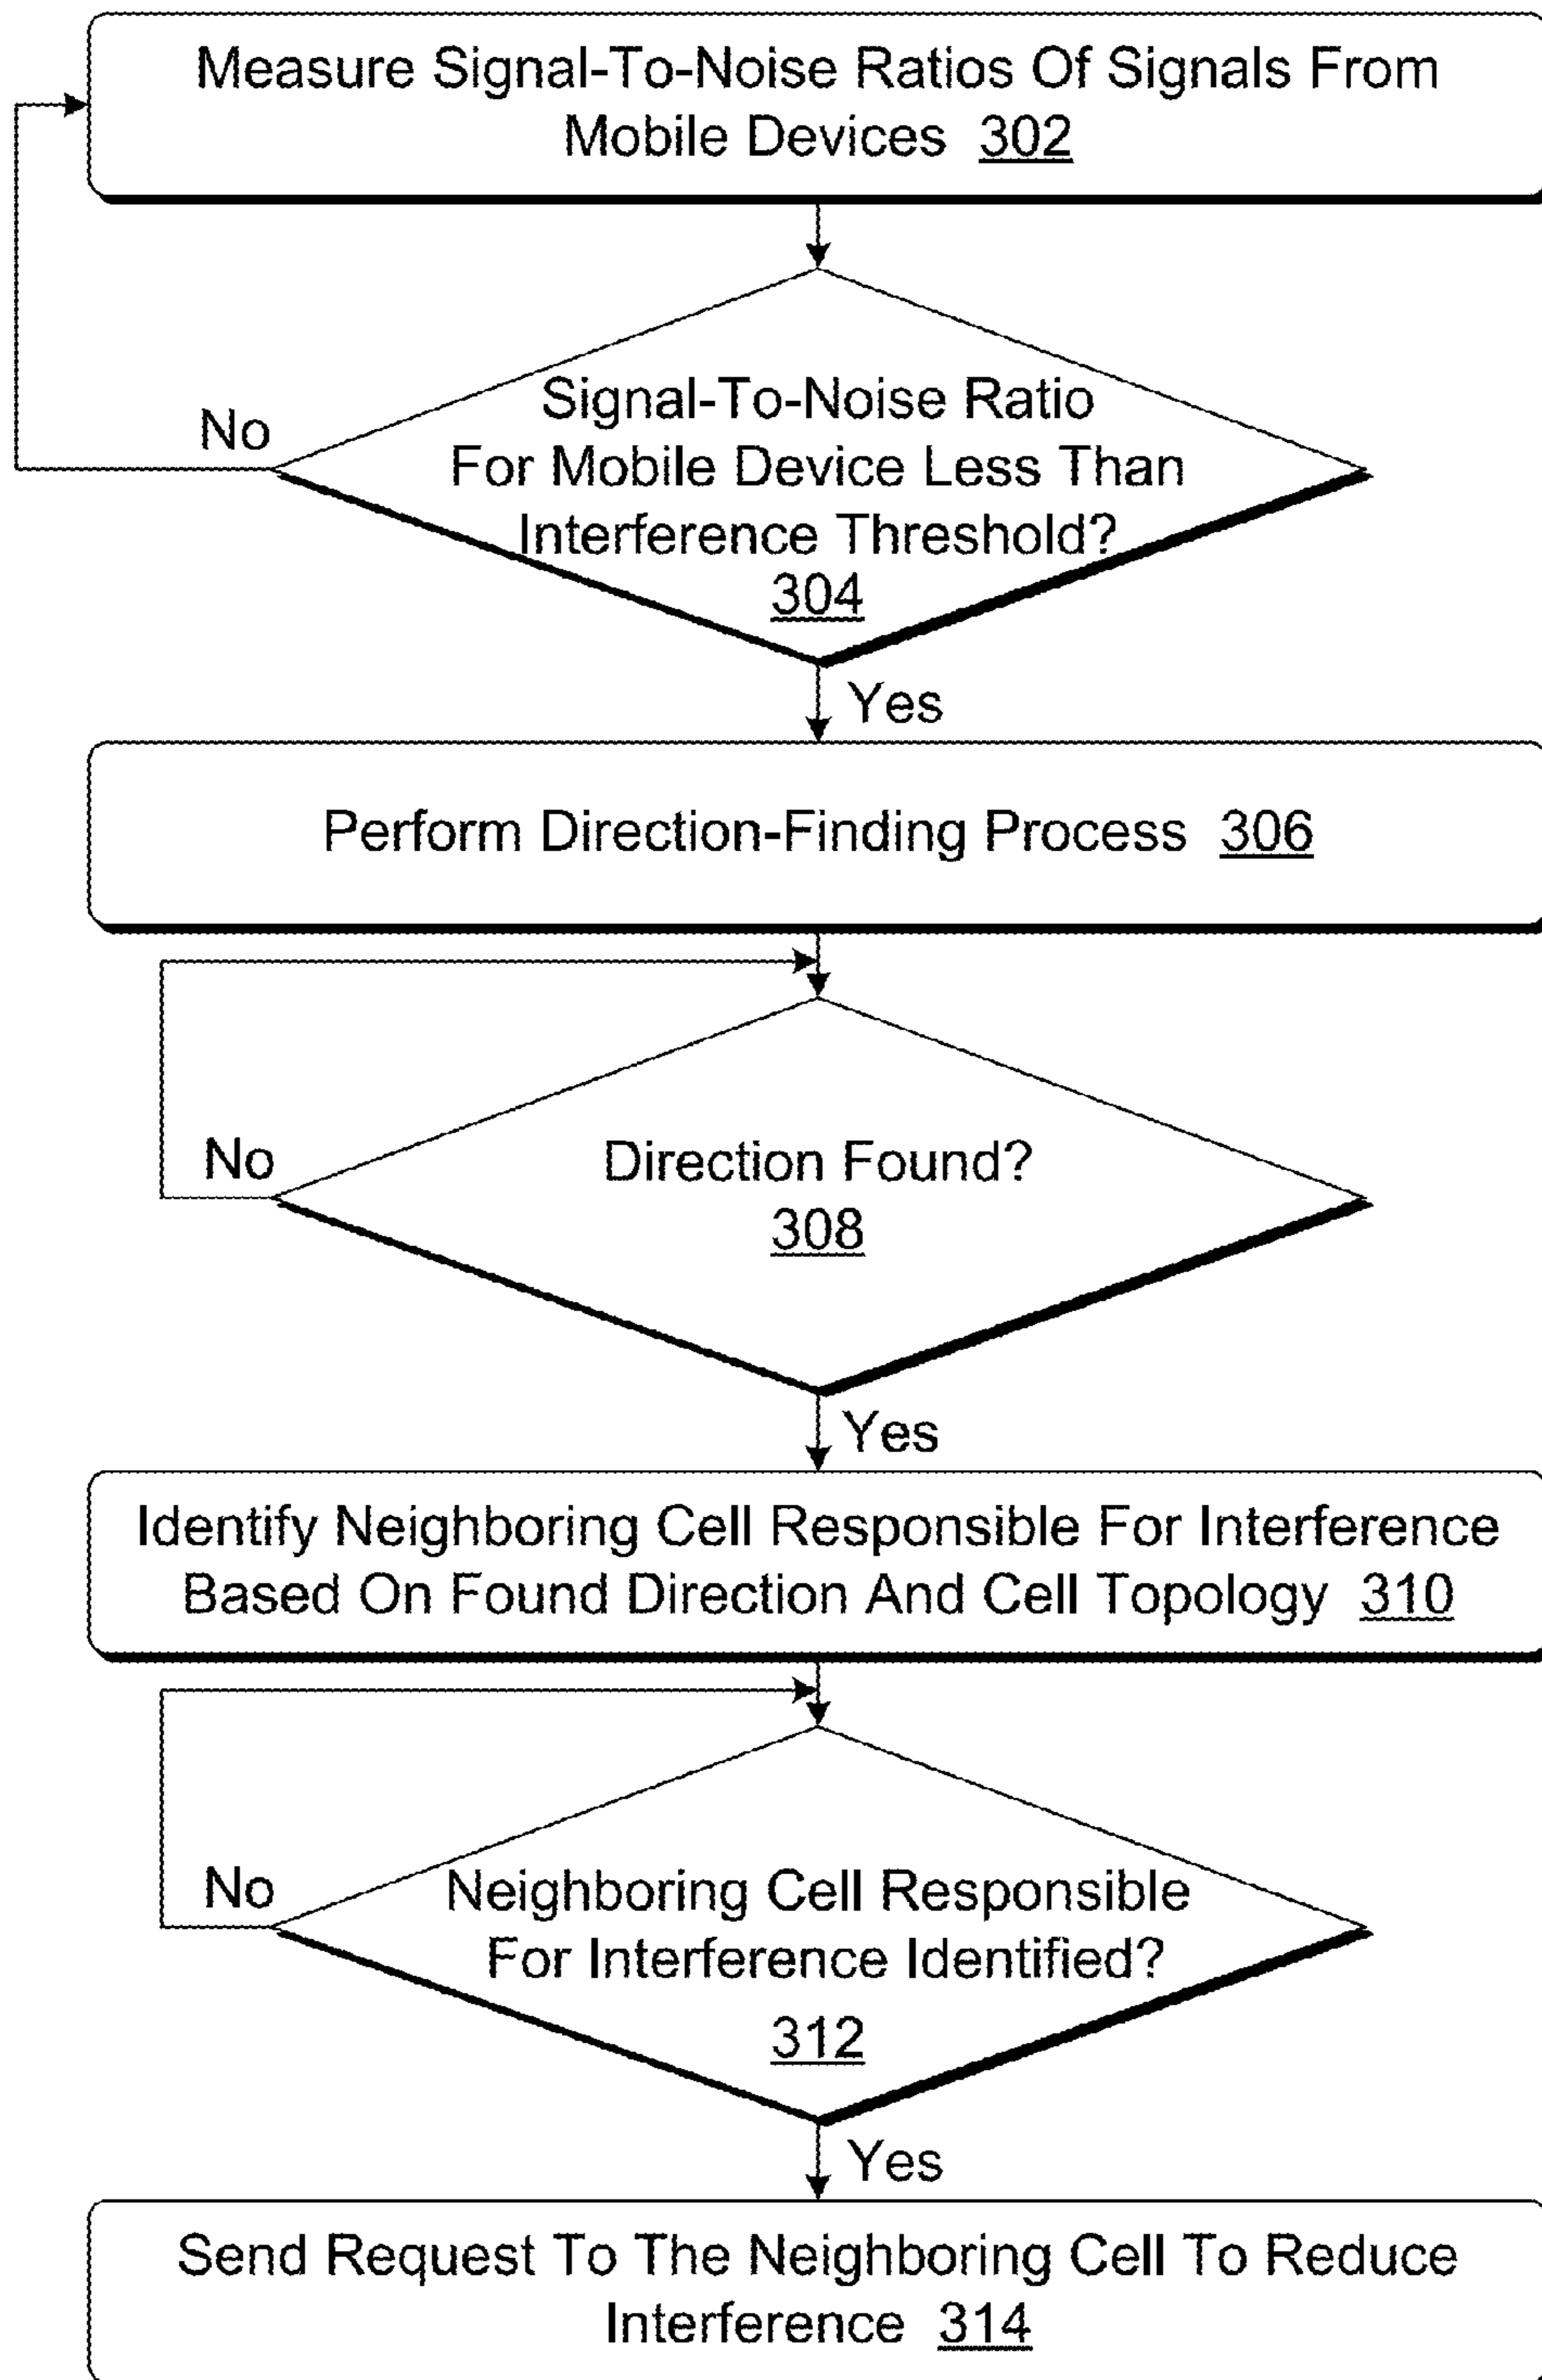 Measure Signal-To-Noise Ratios Of Signals From
Mobile Devices 302
No
Signal-To-Noise Ratio
For Mobile Device Less Than
Interference Threshold?
304
Yes
Perform Direction-Finding Process 306
No
Direction Found?
308
Yes
Identify Neighboring Cell Responsible For Interference
Based On Found Direction And Cell Topology 310
No
Neighboring Cell Responsible
For Interference Identified?
312
Yes
Send Request To The Neighboring Cell To Reduce
Interference 314